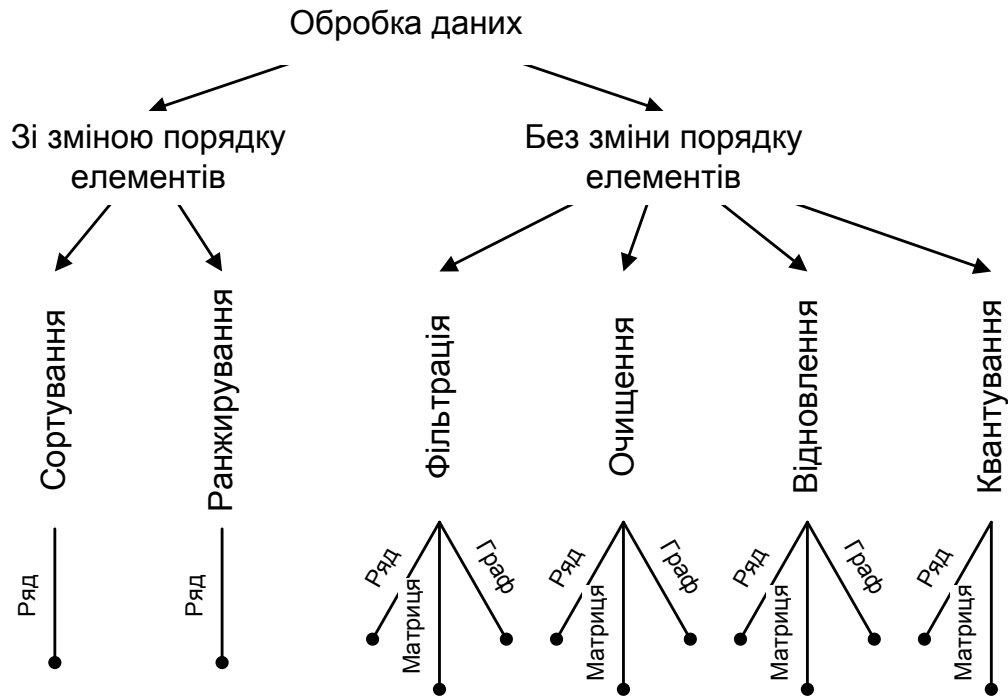 Обробка даних
Зі зміною порядку
елементів
Без зміни порядку
елементів
Сортування
Ранжирування
Фільтрація
Очищення
Відновлення
Квантування
Ряд
Ряд
Ряд
Матриця
Граф
Ряд
Матриця
Граф
Ряд
Матриця
Граф
Ряд
Матриця